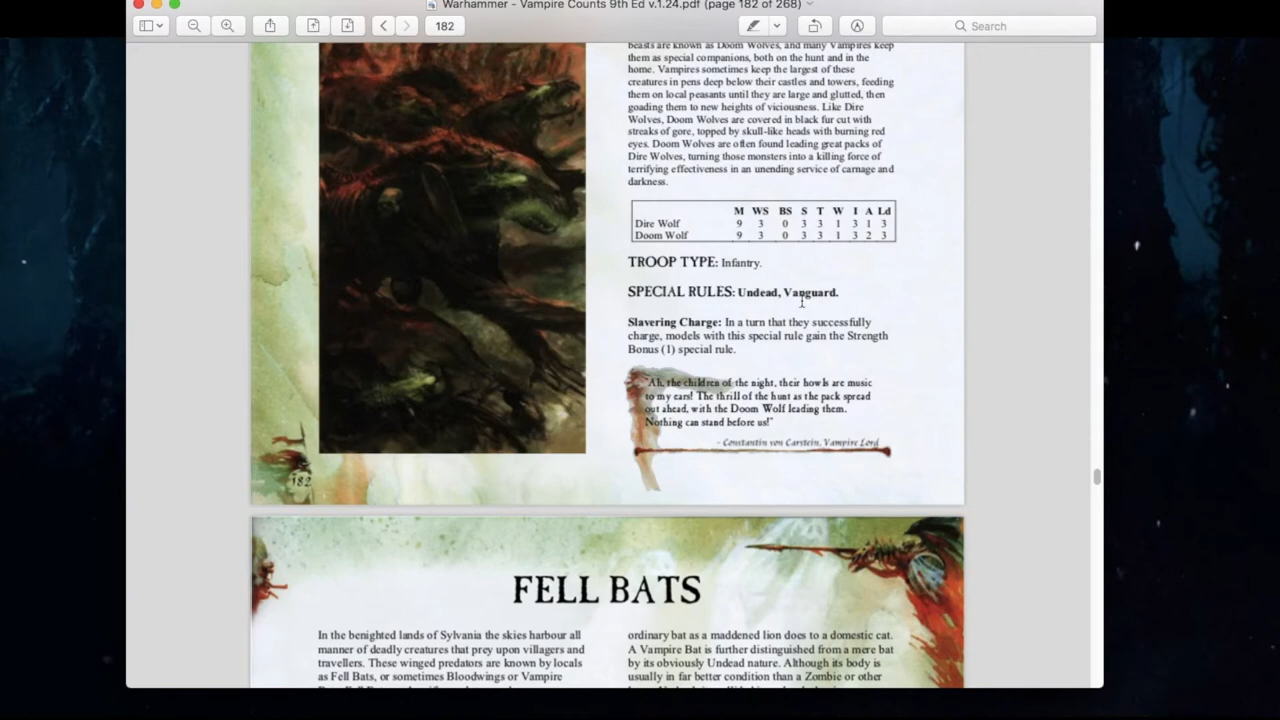 Warhammer - Vampire Counts 9th Ed v.1.24.pdf (page 182 of 268)
182
Search
beasts are known as Doom Wolves, and many Vampires keep
them as special companions, both on the hunt and in the
home. Vampires sometimes keep the largest of these
creatures in pens deep below their castles and towers, feeding
them on local peasants until they are large and glutted, then
goading them to new heights of viciousness. Like Dire
Wolves, Doom Wolves are covered in black fur cut with
streaks of gore, topped by skull-like heads with burning red
eyes. Doom Wolves are often found leading great packs of
Dire Wolves, turning those monsters into a killing force of
terrifying effectiveness in an unending service of carnage and
darkness.
M WS BS S T W I A Ld
Dire Wolf 9 3 0 3 3 1 3 1 3
Doom Wolf 9 3 0 3 3 1 3 2 3
TROOP TYPE: Infantry.
SPECIAL RULES: Undead, Vanguard.
Slavering Charge: In a turn that they successfully
charge, models with this special rule gain the Strength
Bonus (1) special rule.
"Ah, the children of the night, their howls are music
to my ears! The thrill of the hunt as the pack spread
out ahead, with the Doom Wolf leading them.
Nothing can stand before us!"
- Constantin von Carstein, Vampire Lord
182
FELL BATS
In the benighted lands of Sylvania the skies harbour all
manner of deadly creatures that prey upon villagers and
travellers. These winged predators are known by locals
as Fell Bats, or sometimes Bloodwings or Vampire
ordinary bat as a maddened lion does to a domestic cat.
A Vampire Bat is further distinguished from a mere bat
by its obviously Undead nature. Although its body is
usually in far better condition than a Zombie or other